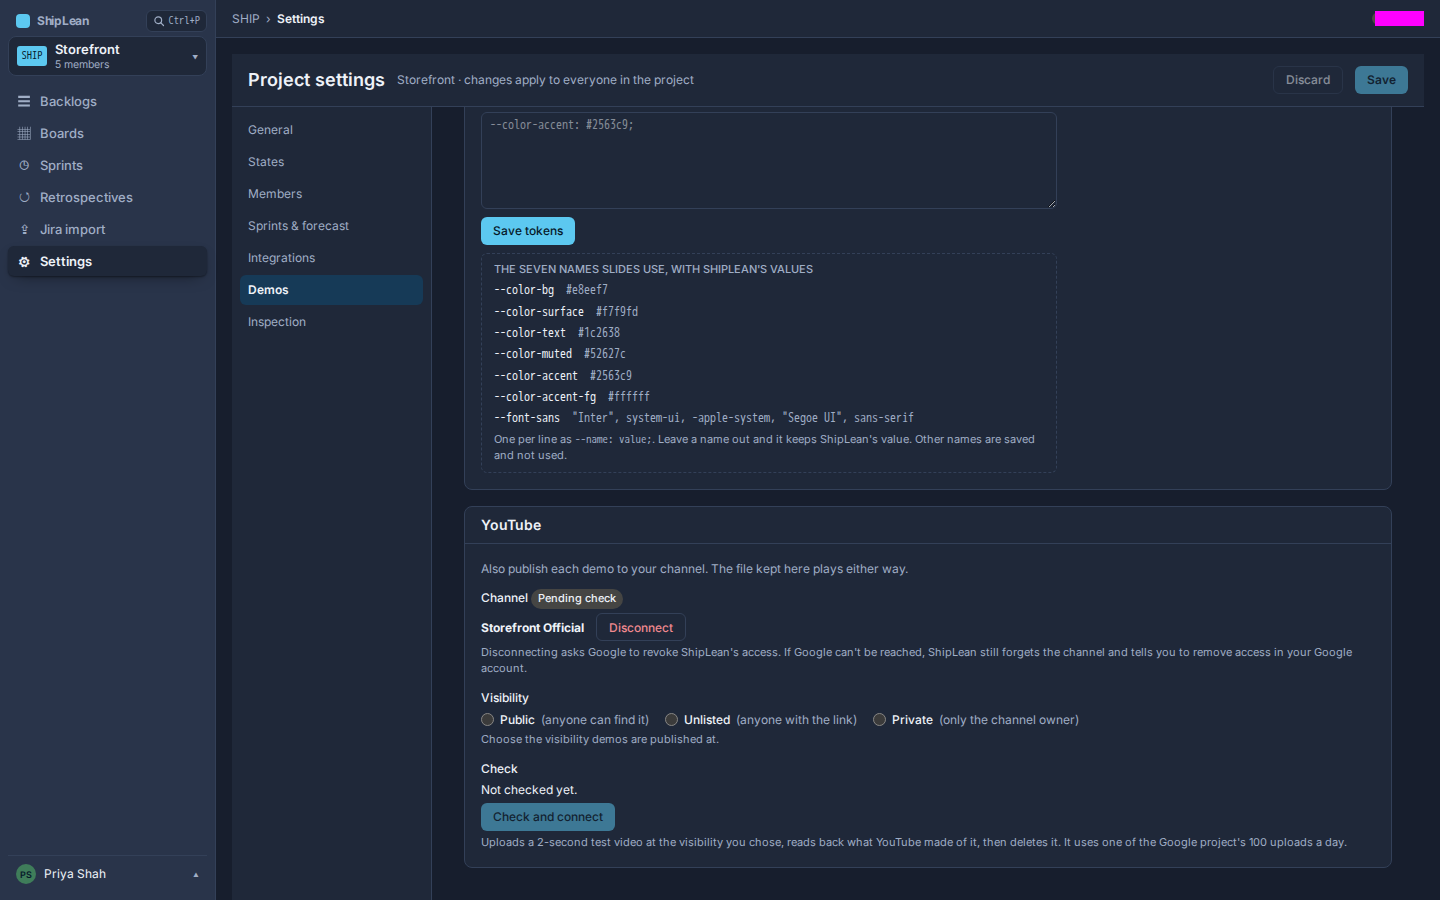 ShipLean
Ctrl+P
SHIP
Storefront
5 members
Backlogs
Boards
Sprints
Retrospectives
Jira import
Settings
Priya Shah
PS
SHIP › Settings
Project settings
Storefront · changes apply to everyone in the project
Discard
Save
General
States
Members
Sprints & forecast
Integrations
Demos
Inspection
--color-accent: #2563c9;
Save tokens
THE SEVEN NAMES SLIDES USE, WITH SHIPLEAN'S VALUES
--color-bg #e8eef7
--color-surface #f7f9fd
--color-text #1c2638
--color-muted #52627c
--color-accent #2563c9
--color-accent-fg #ffffff
--font-sans "Inter", system-ui, -apple-system, "Segoe UI", sans-serif
One per line as --name: value;. Leave a name out and it keeps ShipLean's value. Other names are saved
and not used.
YouTube
Also publish each demo to your channel. The file kept here plays either way.
Channel Pending check
Storefront Official Disconnect
Disconnecting asks Google to revoke ShipLean's access. If Google can't be reached, ShipLean still forgets the channel and tells you to remove access in your Google
account.
Visibility
Public (anyone can find it) Unlisted (anyone with the link) Private (only the channel owner)
Choose the visibility demos are published at.
Check
Not checked yet.
Check and connect
Uploads a 2-second test video at the visibility you chose, reads back what YouTube made of it, then deletes it. It uses one of the Google project's 100 uploads a day.